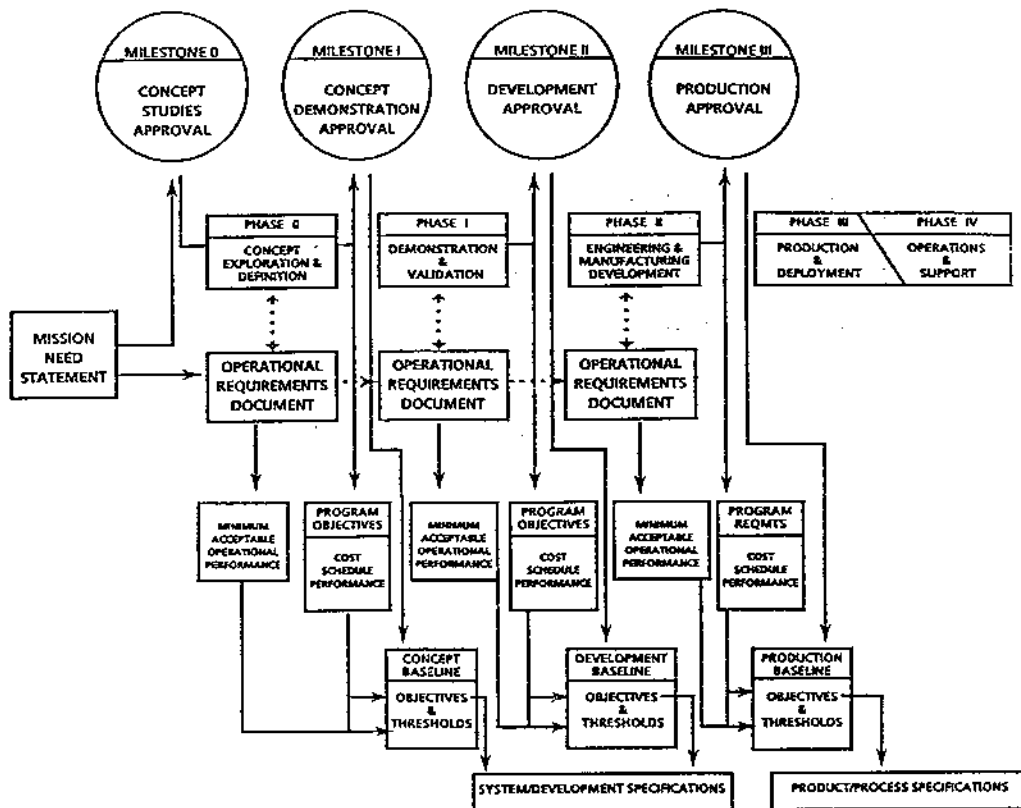 MILESTONE 0
CONCEPT
STUDIES
APPROVAL
MILESTONE I
CONCEPT
DEMONSTRATION
APPROVAL
MILESTONE II
DEVELOPMENT
APPROVAL
MILESTONE III
PRODUCTION
APPROVAL
PHASE 0
CONCEPT
EXPLORATION &
DEFINITION
PHASE I
DEMONSTRATION
&
VALIDATION
PHASE II
ENGINEERING &
MANUFACTURING
DEVELOPMENT
PHASE III
PRODUCTION
&
DEPLOYMENT
PHASE IV
OPERATIONS
&
SUPPORT
MISSION
NEED
STATEMENT
OPERATIONAL
REQUIREMENTS
DOCUMENT
OPERATIONAL
REQUIREMENTS
DOCUMENT
OPERATIONAL
REQUIREMENTS
DOCUMENT
MINIMUM
ACCEPTABLE
OPERATIONAL
PERFORMANCE
PROGRAM
OBJECTIVES
COST
SCHEDULE
PERFORMANCE
MINIMUM
ACCEPTABLE
OPERATIONAL
PERFORMANCE
PROGRAM
OBJECTIVES
COST
SCHEDULE
PERFORMANCE
MINIMUM
ACCEPTABLE
OPERATIONAL
PERFORMANCE
PROGRAM
REQMTS
COST
SCHEDULE
PERFORMANCE
CONCEPT
BASELINE
OBJECTIVES
&
THRESHOLDS
DEVELOPMENT
BASELINE
OBJECTIVES
&
THRESHOLDS
PRODUCTION
BASELINE
OBJECTIVES
&
THRESHOLDS
SYSTEM/DEVELOPMENT SPECIFICATIONS
PRODUCT/PROCESS SPECIFICATIONS